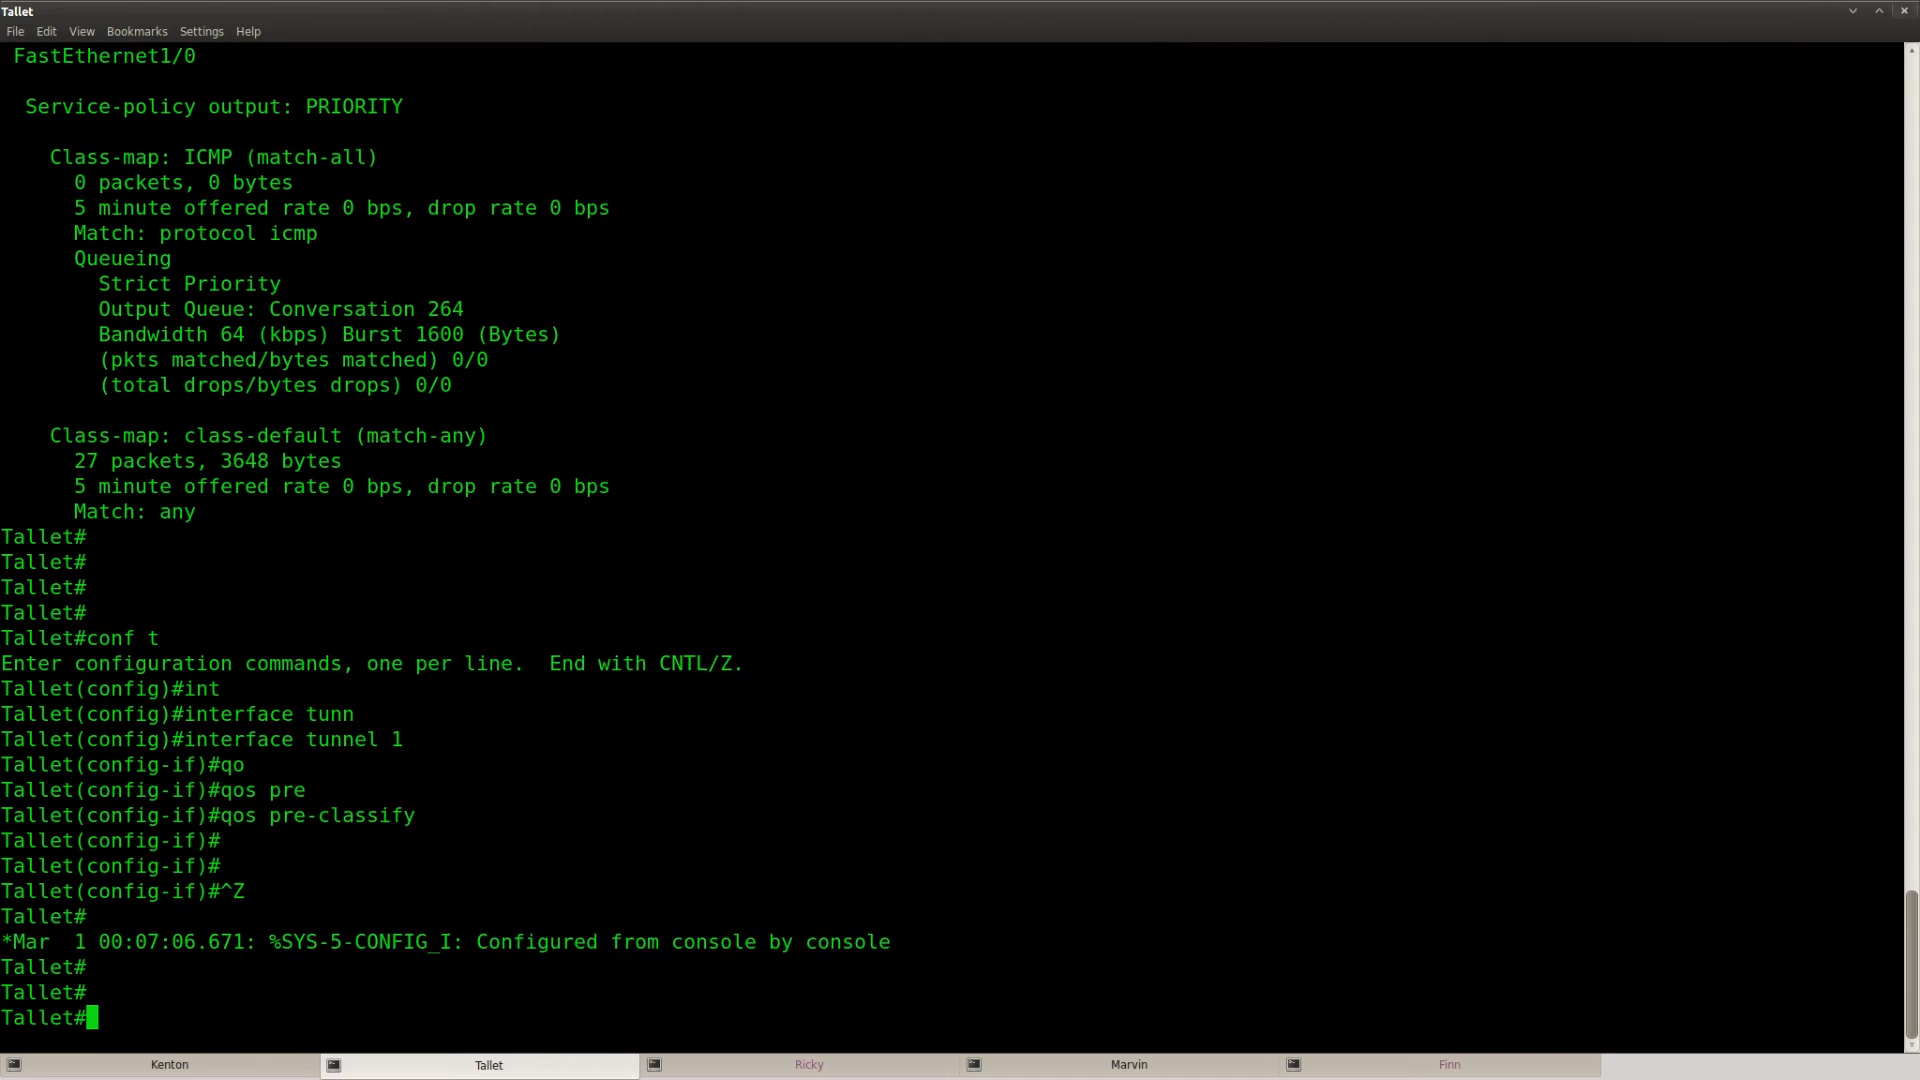 Tallet
File Edit View Bookmarks Settings Help
FastEthernet1/0
Service-policy output: PRIORITY
Class-map: ICMP (match-all)
0 packets, 0 bytes
5 minute offered rate 0 bps, drop rate 0 bps
Match: protocol icmp
Queueing
Strict Priority
Output Queue: Conversation 264
Bandwidth 64 (kbps) Burst 1600 (Bytes)
(pkts matched/bytes matched) 0/0
(total drops/bytes drops) 0/0
Class-map: class-default (match-any)
27 packets, 3648 bytes
5 minute offered rate 0 bps, drop rate 0 bps
Match: any
Tallet#
Tallet#
Tallet#
Tallet#
Tallet#conf t
Enter configuration commands, one per line.  End with CNTL/Z.
Tallet(config)#int
Tallet(config)#interface tunn
Tallet(config)#interface tunnel 1
Tallet(config-if)#qo
Tallet(config-if)#qos pre
Tallet(config-if)#qos pre-classify
Tallet(config-if)#
Tallet(config-if)#
Tallet(config-if)#^Z
Tallet#
*Mar  1 00:07:06.671: %SYS-5-CONFIG_I: Configured from console by console
Tallet#
Tallet#
Tallet#
Kenton Tallet Ricky Marvin Finn